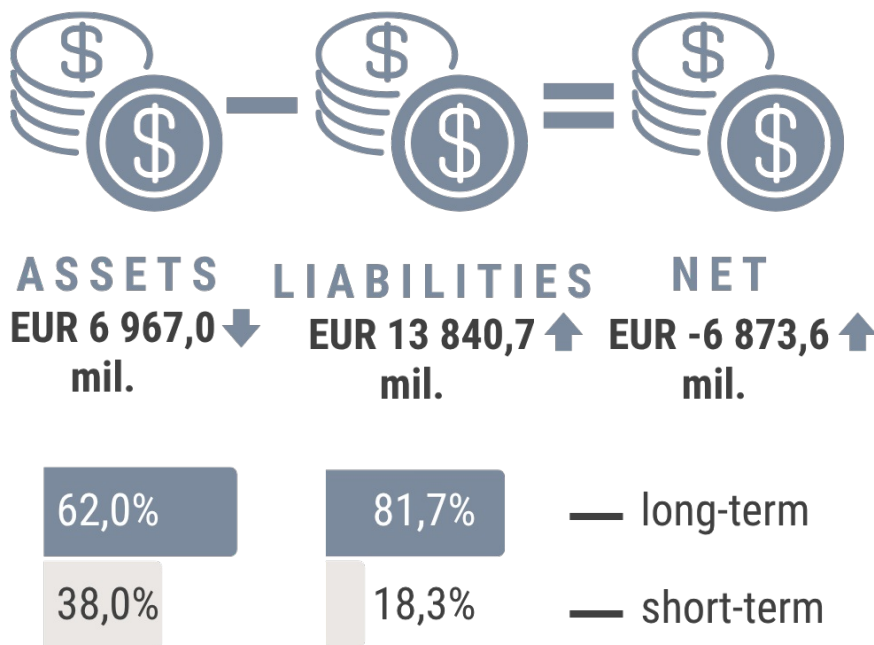 ASSETS
EUR 6 967,0
mil.
LIABILITIES
EUR 13 840,7
mil.
NET
EUR -6 873,6
mil.
62,0%
81,7%
long-term
38,0%
18,3%
short-term